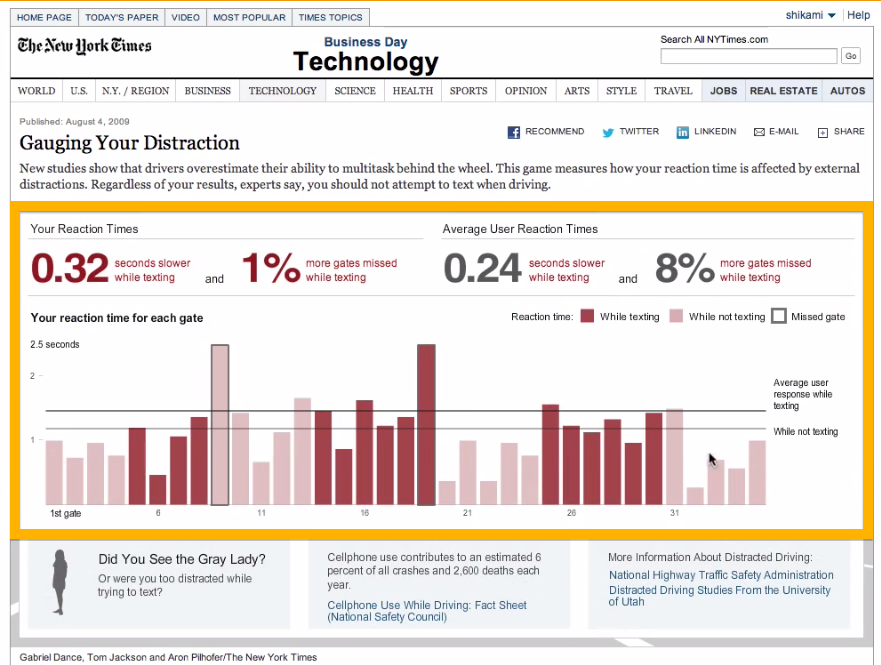 HOME PAGE TODAY'S PAPER VIDEO MOST POPULAR TIMES TOPICS
shikami Help
The New York Times
Business Day
Technology
Search All NYTimes.com
Go
WORLD U.S. N.Y. / REGION BUSINESS TECHNOLOGY SCIENCE HEALTH SPORTS OPINION ARTS STYLE TRAVEL JOBS REAL ESTATE AUTOS
Published: August 4, 2009
Gauging Your Distraction
RECOMMEND TWITTER LINKEDIN E-MAIL SHARE
New studies show that drivers overestimate their ability to multitask behind the wheel. This game measures how your reaction time is affected by external
distractions. Regardless of your results, experts say, you should not attempt to text when driving.
Your Reaction Times
0.32 seconds slower
while texting
and
1% more gates missed
while texting
Average User Reaction Times
0.24 seconds slower
while texting
and
8% more gates missed
while texting
Your reaction time for each gate
Reaction time: While texting While not texting Missed gate
2.5 seconds
2
1
Average user
response while
texting
While not texting
1st gate 6 11 16 21 26 31
Did You See the Gray Lady?
Or were you too distracted while
trying to text?
Cellphone use contributes to an estimated 6
percent of all crashes and 2,600 deaths each
year.
Cellphone Use While Driving: Fact Sheet
(National Safety Council)
More Information About Distracted Driving:
National Highway Traffic Safety Administration
Distracted Driving Studies From the University
of Utah
Gabriel Dance, Tom Jackson and Aron Pilhofer/The New York Times